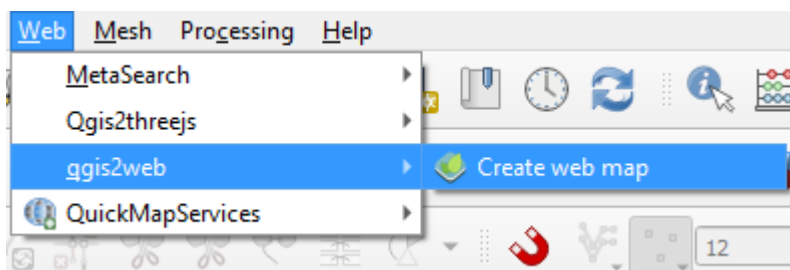 Web Mesh Processing Help
MetaSearch
Qgis2threejs
qgis2web Create web map
QuickMapServices
12